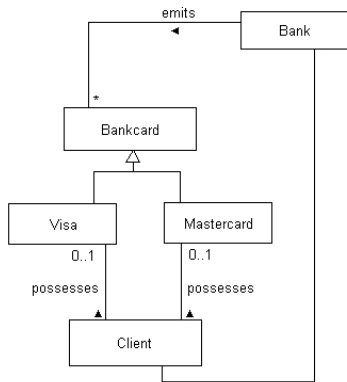 emits
Bank
*
Bankcard
Visa
Mastercard
0..1
0..1
possesses
possesses
Client